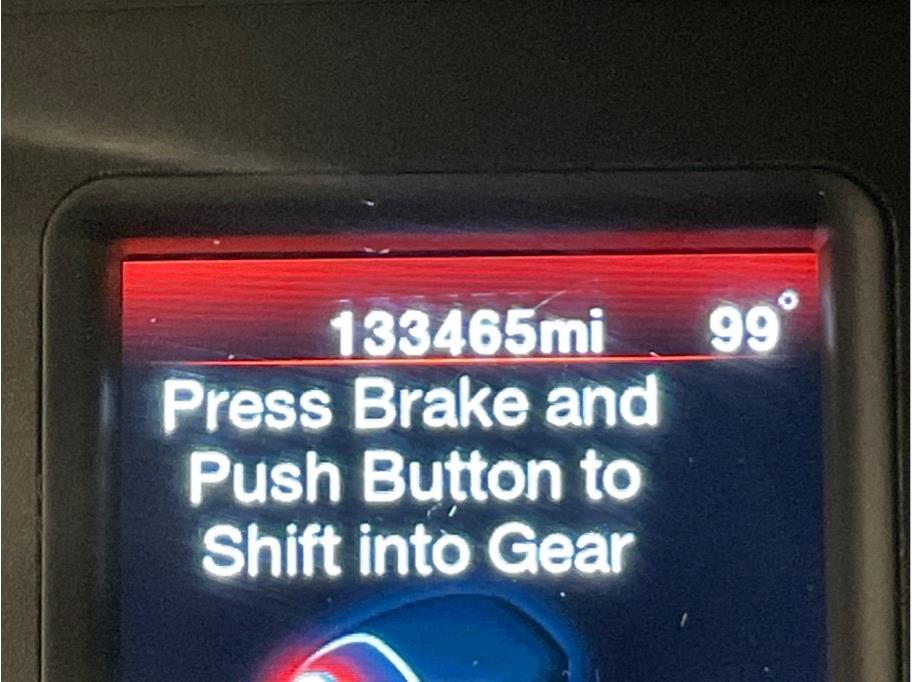 133465mi 99°
Press Brake and
Push Button to
Shift into Gear